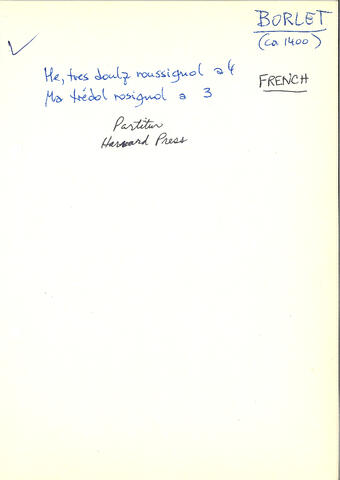 BORLET
(ca 1400)
He, tres doulz roussignol a 4
Ma trédol rosignol a 3
FRENCH
Partitur
Harvard Press